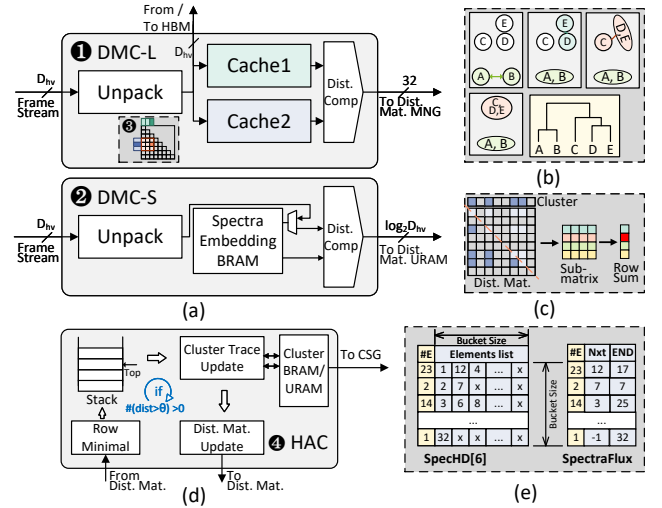 (a)
From /
To HBM
❶ DMC-L
D_hv
D_hv
Frame
Stream
Unpack
Cache1
Cache2
Dist.
Comp
32
To Dist.
Mat. MNG
❸
❷ DMC-S
D_hv
Frame
Stream
Unpack
Spectra
Embedding
BRAM
Dist.
Comp
log₂D_hv
To Dist.
Mat. URAM
(a)
E
C D
A B
E
C D
A, B
C D,E
A, B
C,
D,E
A, B
A B C D E
(b)
Cluster
Dist. Mat.
Sub-
matrix
Row
Sum
(c)
Top
Stack
if
#(dist>θ) >0
Row
Minimal
From
Dist. Mat.
Cluster Trace
Update
Cluster
BRAM/
URAM
To CSG
Dist. Mat.
Update
❹ HAC
To
Dist. Mat.
(d)
Bucket Size
#E Elements list
23 1 12 4 ... x
2 2 7 x ... x
14 3 6 8 ... x
...
1 32 x x ... x
SpecHD[6]
Bucket Size
#E Nxt END
23 12 17
2 7 7
14 3 25
...
1 -1 32
SpectraFlux
(e)